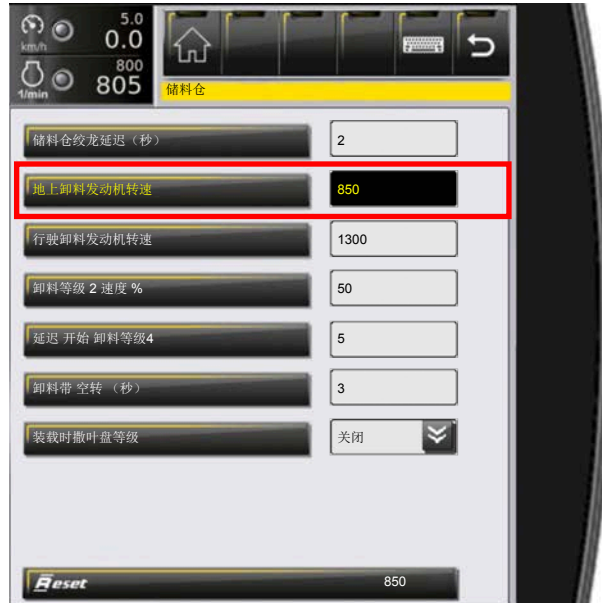 5.0
km/h 0.0
800
1/min 805
储料仓
储料仓绞龙延迟（秒） 2
地上卸料发动机转速 850
行驶卸料发动机转速 1300
卸料等级 2 速度 % 50
延迟 开始 卸料等级4 5
卸料带 空转 （秒） 3
装载时撒叶盘等级 关闭
Reset 850